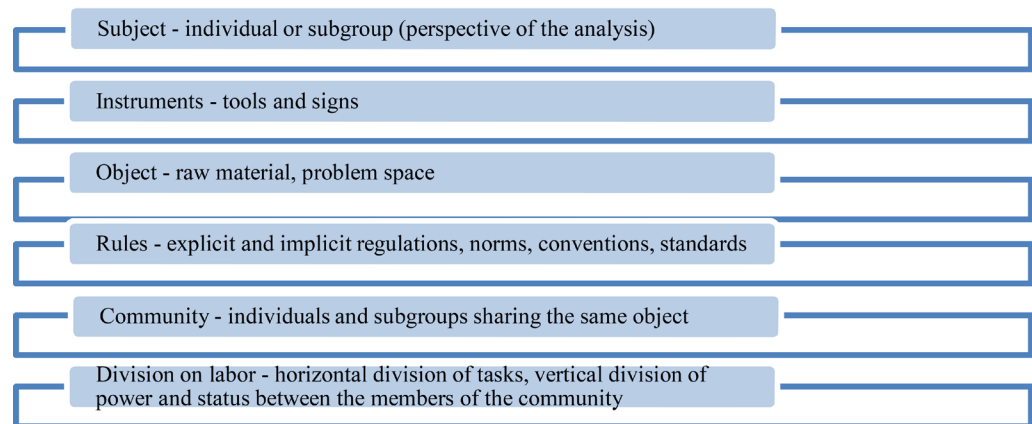 Subject - individual or subgroup (perspective of the analysis)
Instruments - tools and signs
Object - raw material, problem space
Rules - explicit and implicit regulations, norms, conventions, standards
Community - individuals and subgroups sharing the same object
Division on labor - horizontal division of tasks, vertical division of
power and status between the members of the community